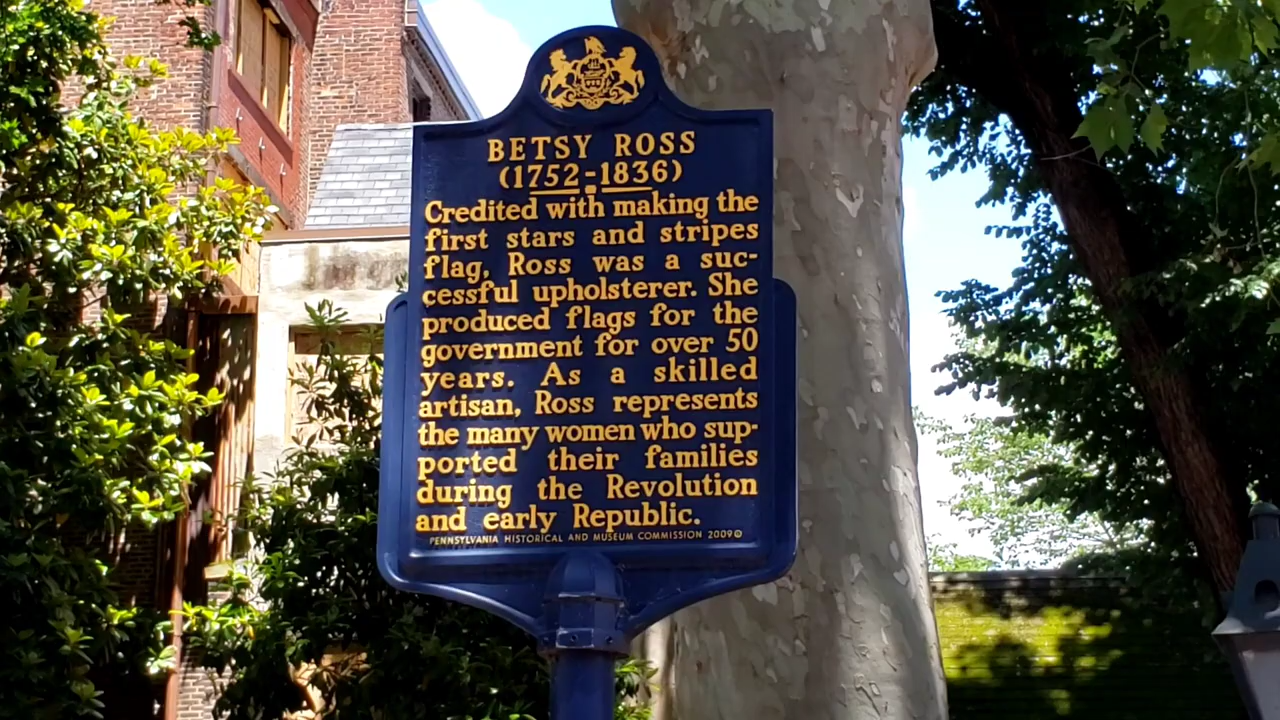 BETSY ROSS
(1752-1836)
Credited with making the
first stars and stripes
flag, Ross was a suc-
cessful upholsterer. She
produced flags for the
government for over 50
years. As a skilled
artisan, Ross represents
the many women who sup-
ported their families
during the Revolution
and early Republic.
PENNSYLVANIA HISTORICAL AND MUSEUM COMMISSION 2009©